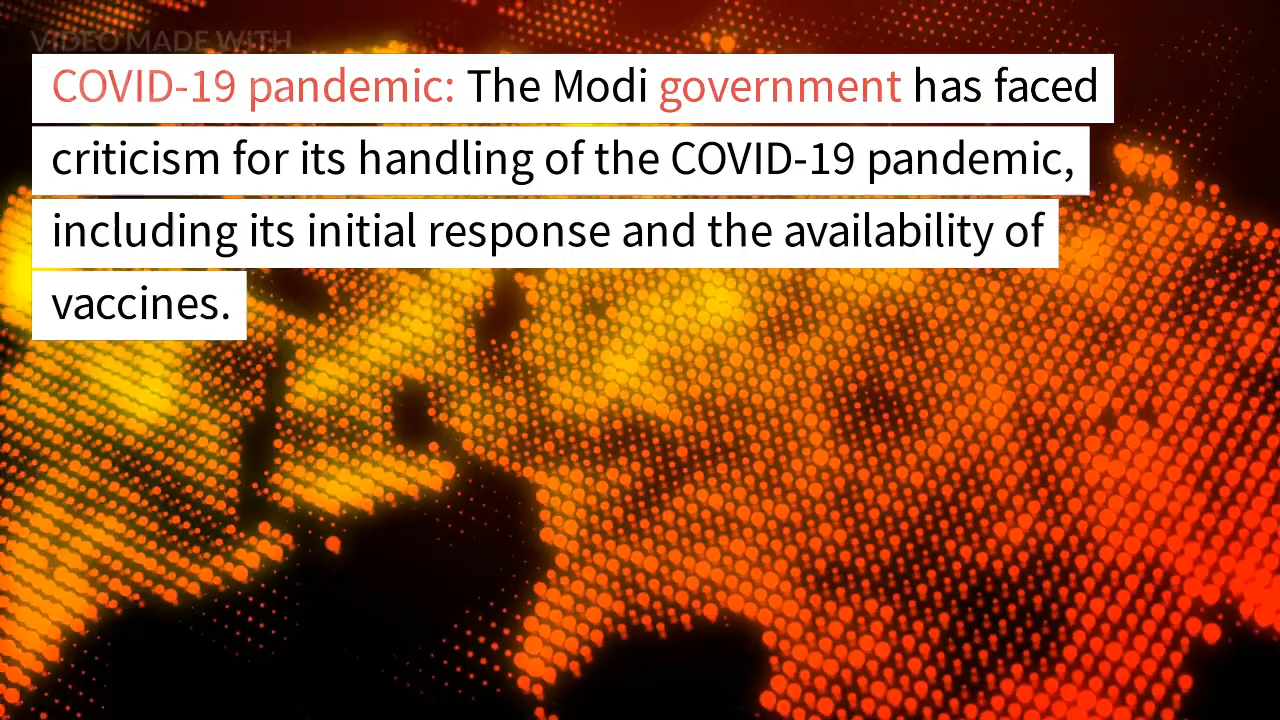 VIDEO MADE WITH
COVID-19 pandemic: The Modi government has faced
criticism for its handling of the COVID-19 pandemic,
including its initial response and the availability of
vaccines.